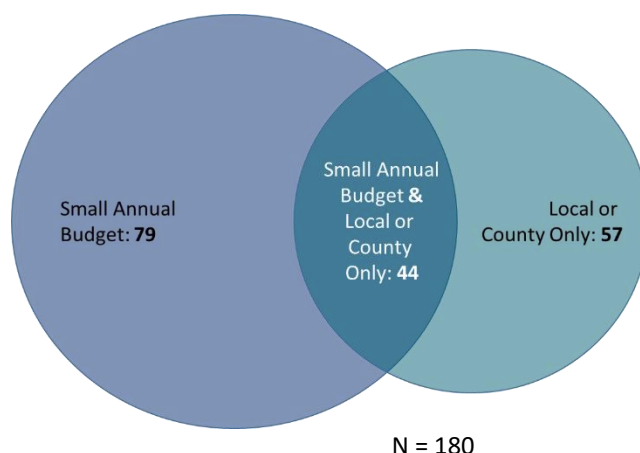 Small Annual
Budget: 79
Small Annual
Budget &
Local or
County
Only: 44
Local or
County Only: 57
N = 180